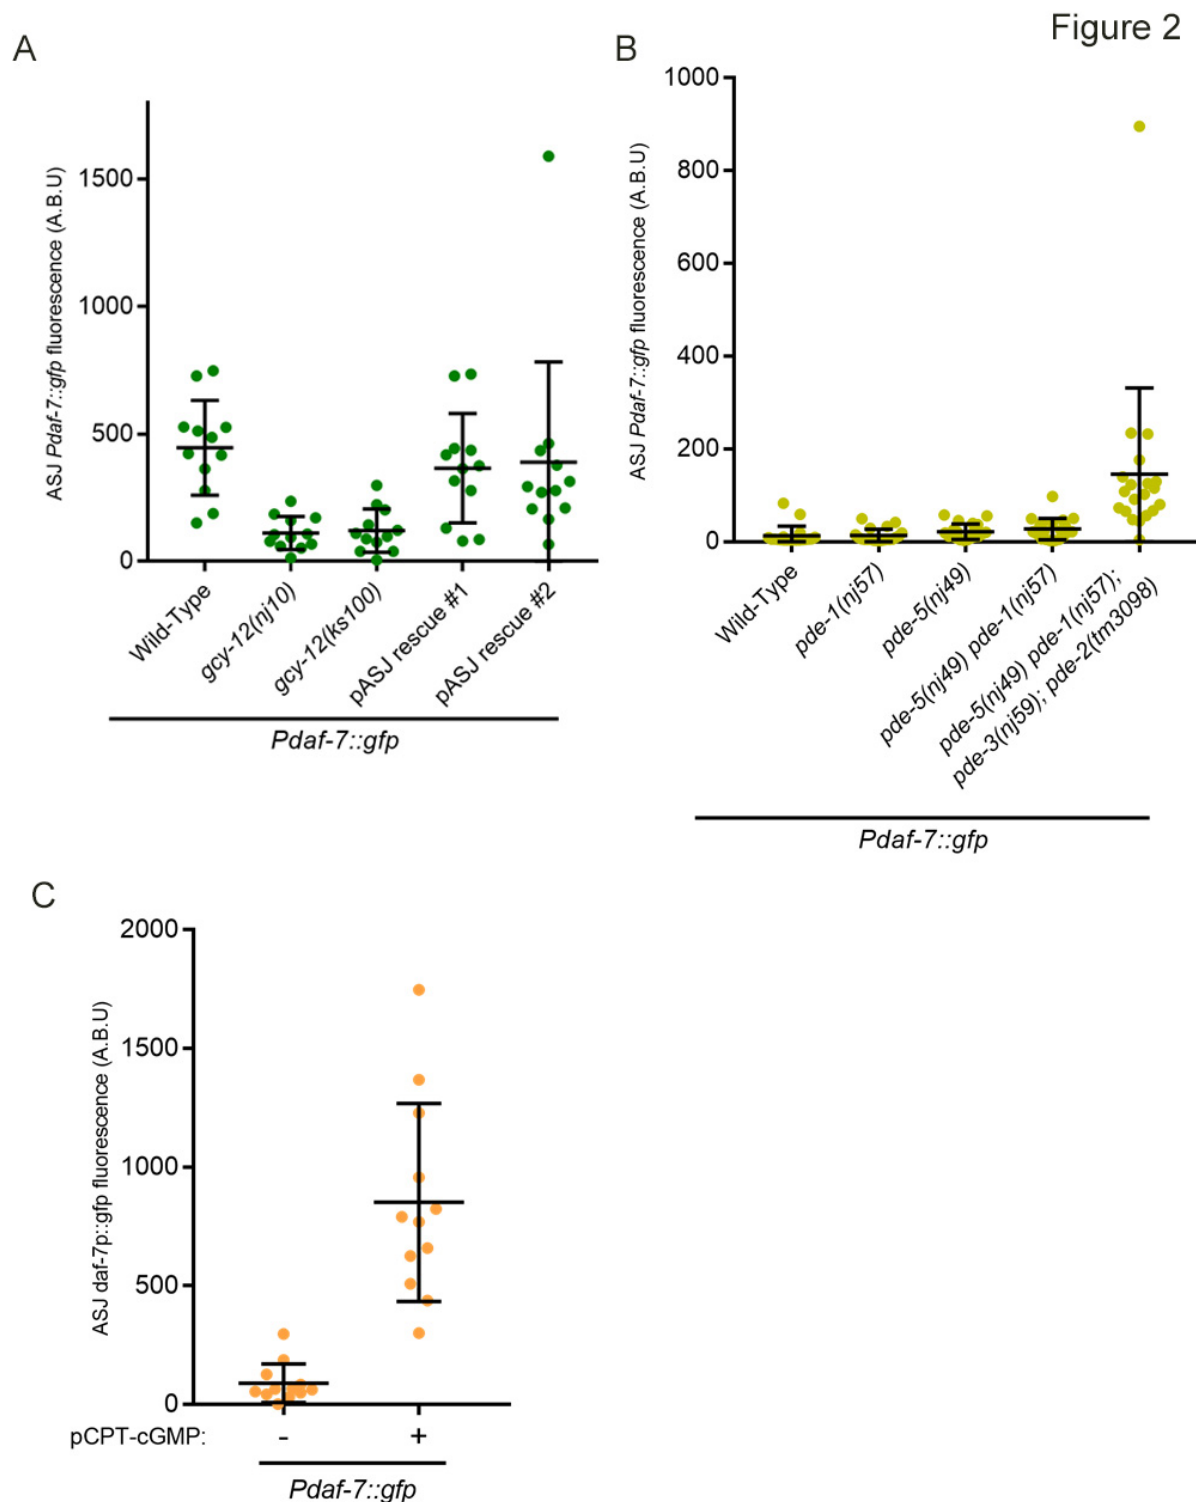 Figure 2
A
ASJ Pdaf-7::gfp fluorescence (A.B.U)
1500
1000
500
0
Wild-Type
gcy-12(nj10)
gcy-12(ks100)
pASJ rescue #1
pASJ rescue #2
Pdaf-7::gfp
B
ASJ Pdaf-7::gfp fluorescence (A.B.U)
1000
800
600
400
200
0
Wild-Type
pde-1(nj57)
pde-5(nj49)
pde-5(nj49) pde-1(nj57)
pde-5(nj49) pde-1(nj57);
pde-3(nj59); pde-2(tm3098)
Pdaf-7::gfp
C
ASJ daf-7p::gfp fluorescence (A.B.U)
2000
1500
1000
500
0
pCPT-cGMP: - +
Pdaf-7::gfp